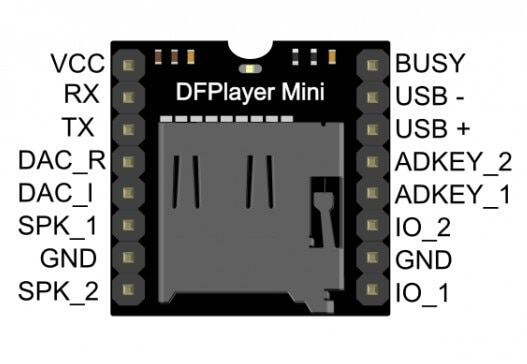 VCC
RX
TX
DAC_R
DAC_I
SPK_1
GND
SPK_2
DFPlayer Mini
BUSY
USB -
USB +
ADKEY_2
ADKEY_1
IO_2
GND
IO_1